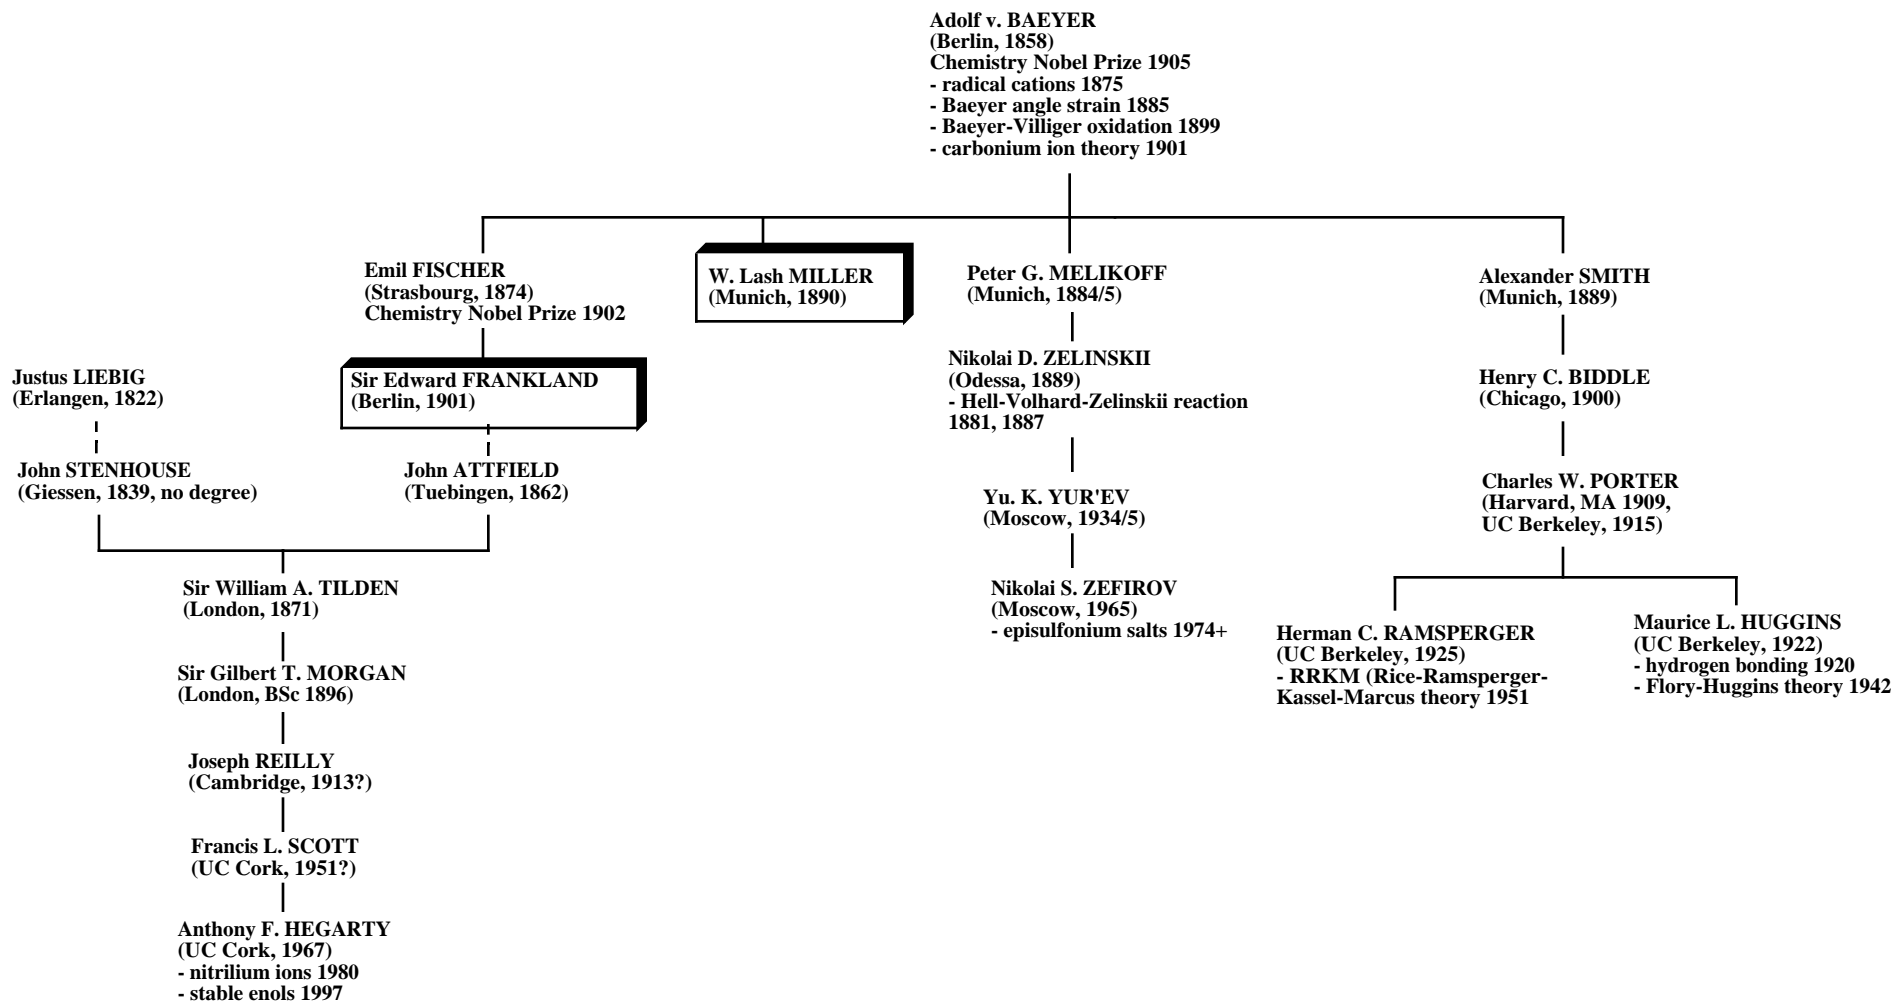 Adolf v. BAEYER
(Berlin, 1858)
Chemistry Nobel Prize 1905
- radical cations 1875
- Baeyer angle strain 1885
- Baeyer-Villiger oxidation 1899
- carbonium ion theory 1901
Emil FISCHER
(Strasbourg, 1874)
Chemistry Nobel Prize 1902
W. Lash MILLER
(Munich, 1890)
Peter G. MELIKOFF
(Munich, 1884/5)
Alexander SMITH
(Munich, 1889)
Justus LIEBIG
(Erlangen, 1822)
Sir Edward FRANKLAND
(Berlin, 1901)
Nikolai D. ZELINSKII
(Odessa, 1889)
- Hell-Volhard-Zelinskii reaction
1881, 1887
Henry C. BIDDLE
(Chicago, 1900)
John STENHOUSE
(Giessen, 1839, no degree)
John ATTFIELD
(Tuebingen, 1862)
Yu. K. YUR'EV
(Moscow, 1934/5)
Charles W. PORTER
(Harvard, MA 1909,
UC Berkeley, 1915)
Sir William A. TILDEN
(London, 1871)
Nikolai S. ZEFIROV
(Moscow, 1965)
- episulfonium salts 1974+
Herman C. RAMSPERGER
(UC Berkeley, 1925)
- RRKM (Rice-Ramsperger-
Kassel-Marcus theory 1951
Maurice L. HUGGINS
(UC Berkeley, 1922)
- hydrogen bonding 1920
- Flory-Huggins theory 1942
Sir Gilbert T. MORGAN
(London, BSc 1896)
Joseph REILLY
(Cambridge, 1913?)
Francis L. SCOTT
(UC Cork, 1951?)
Anthony F. HEGARTY
(UC Cork, 1967)
- nitrilium ions 1980
- stable enols 1997